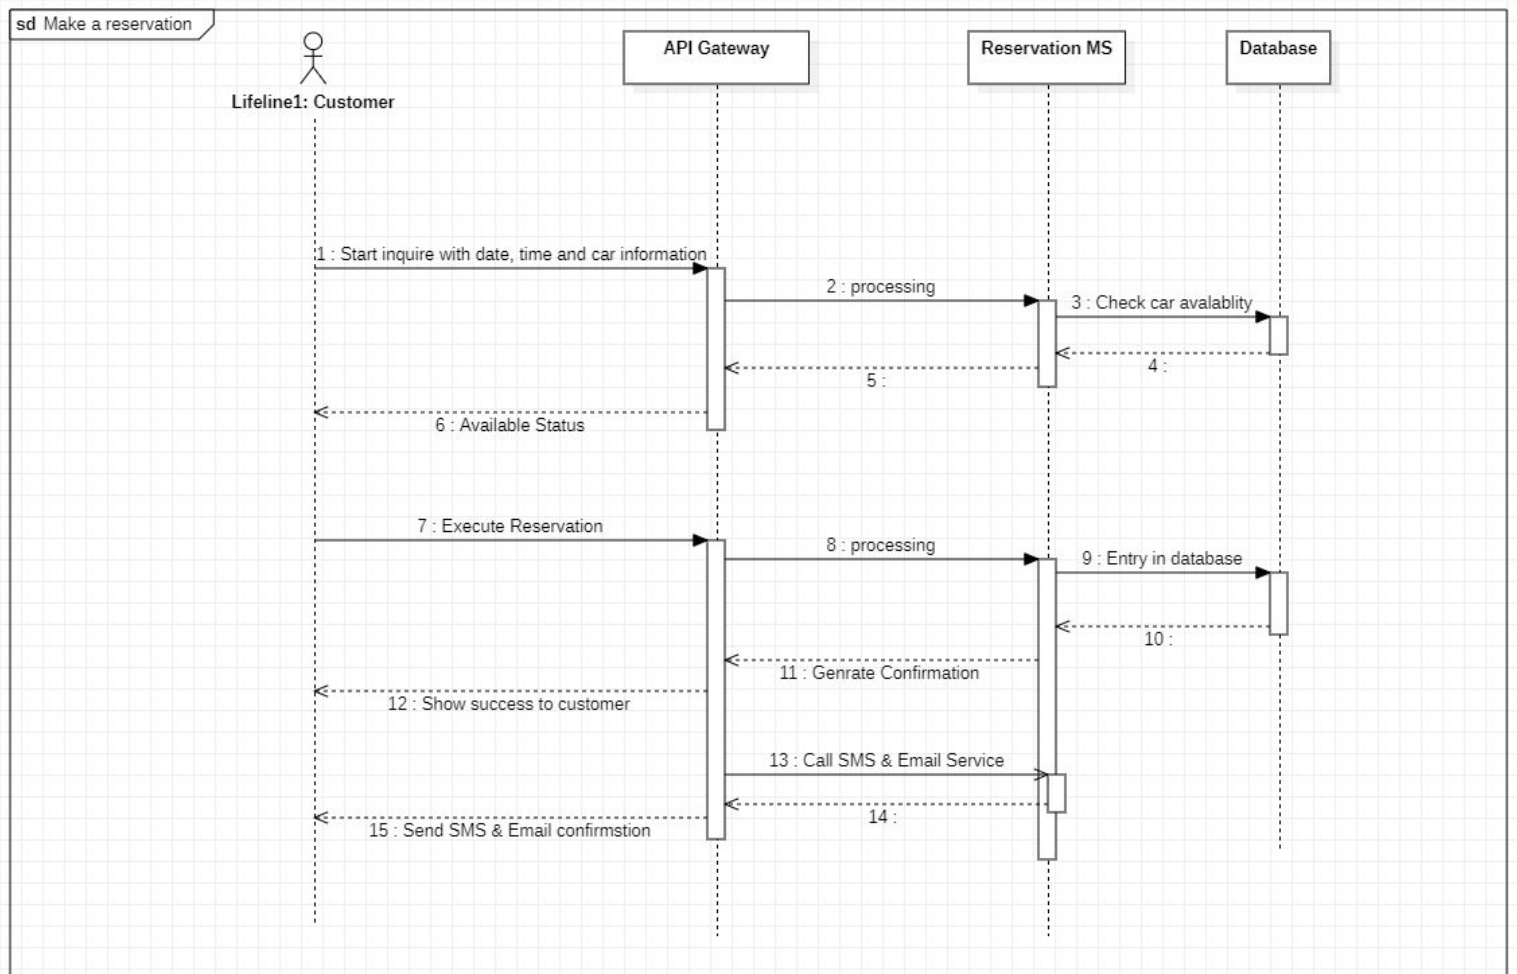 sd Make a reservation
API Gateway
Reservation MS
Database
Lifeline1: Customer
1 : Start inquire with date, time and car information
2 : processing
3 : Check car avalablity
4 :
5 :
6 : Available Status
7 : Execute Reservation
8 : processing
9 : Entry in database
10 :
11 : Genrate Confirmation
12 : Show success to customer
13 : Call SMS & Email Service
14 :
15 : Send SMS & Email confirmstion